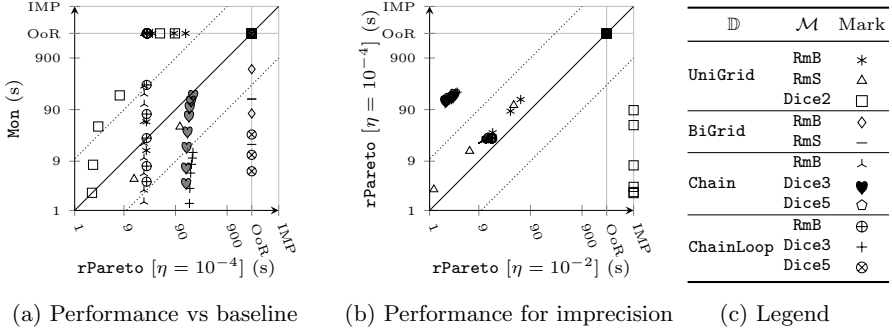 IMP
OoR
900
90
9
1
Mon (s)
1
9
90
900
OoR
IMP
rPareto [η = 10⁻⁴] (s)
(a) Performance vs baseline
IMP
OoR
900
90
9
1
rPareto [η = 10⁻⁴] (s)
1
9
90
900
OoR
IMP
rPareto [η = 10⁻²] (s)
(b) Performance for imprecision
𝔻 ℳ Mark
UniGrid
RmB
RmS
Dice2
BiGrid
RmB
RmS
Chain
RmB
Dice3
Dice5
ChainLoop
RmB
Dice3
Dice5
(c) Legend